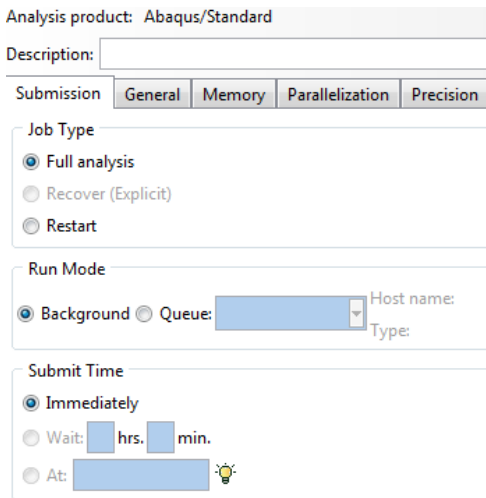 Analysis product: Abaqus/Standard
Description:
Submission General Memory Parallelization Precision
Job Type
Full analysis
Recover (Explicit)
Restart
Run Mode
Background Queue: Host name:
Type:
Submit Time
Immediately
Wait: hrs. min.
At: